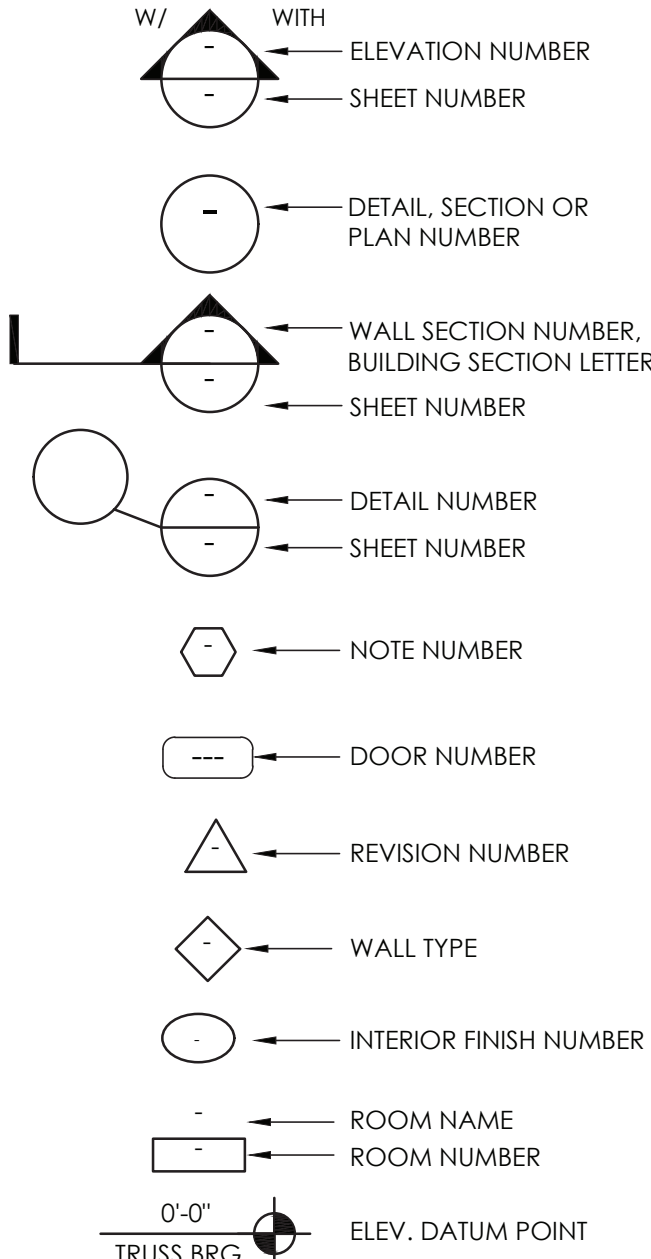 W/ WITH
- ELEVATION NUMBER
- SHEET NUMBER
- DETAIL, SECTION OR
PLAN NUMBER
- WALL SECTION NUMBER,
BUILDING SECTION LETTER
- SHEET NUMBER
- DETAIL NUMBER
- SHEET NUMBER
- NOTE NUMBER
--- DOOR NUMBER
- REVISION NUMBER
- WALL TYPE
- INTERIOR FINISH NUMBER
- ROOM NAME
- ROOM NUMBER
0'-0" ELEV. DATUM POINT
TRUSS BRG